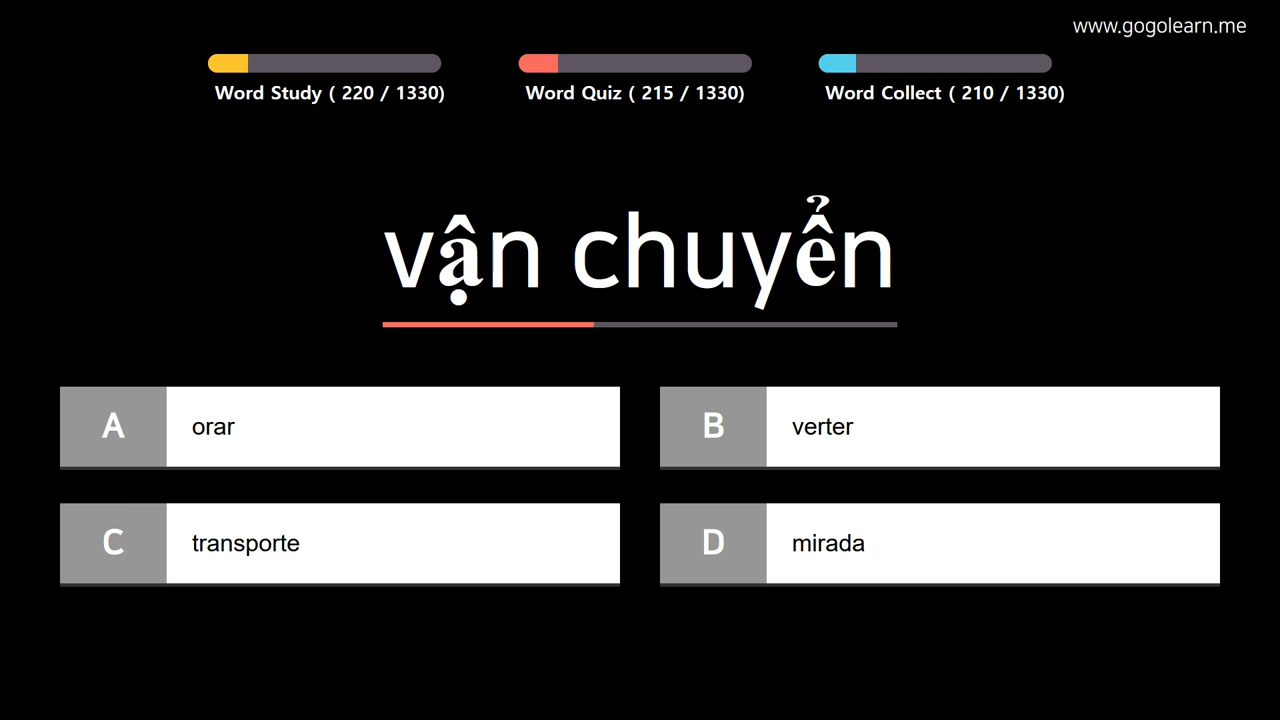 www.gogolearn.me
Word Study ( 220 / 1330)
Word Quiz ( 215 / 1330)
Word Collect ( 210 / 1330)
vận chuyển
A orar
B verter
C transporte
D mirada